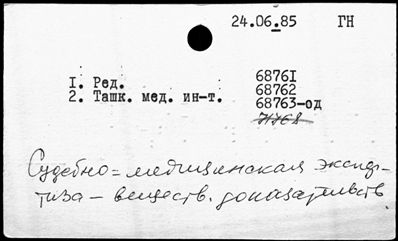 24.06.85 ГН
1. Ред. 68761
68762
2. Ташк. мед. ин-т. 68763-од
Судебно=медицинская экспер-
тиза – веществ. доказательств